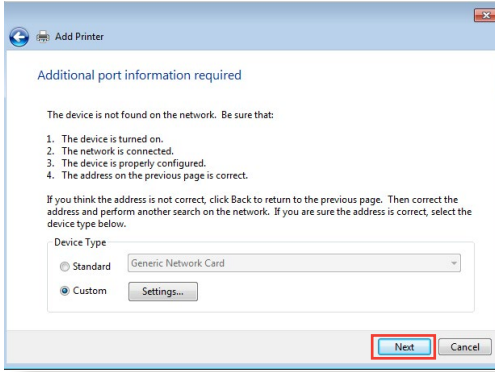 Add Printer
Additional port information required
The device is not found on the network. Be sure that:
1. The device is turned on.
2. The network is connected.
3. The device is properly configured.
4. The address on the previous page is correct.
If you think the address is not correct, click Back to return to the previous page. Then correct the
address and perform another search on the network. If you are sure the address is correct, select the
device type below.
Device Type
Standard Generic Network Card
Custom Settings...
Next Cancel